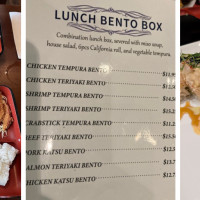 LUNCH BENTO BOX
Combination lunch box, severed with miso soup,
house salad, 6pcs California roll, and vegetable tempura.
CHICKEN TEMPURA BENTO
CHICKEN TERIYAKI BENTO
SHRIMP TEMPURA BENTO
SHRIMP TERIYAKI BENTO
CRABSTICK TEMPURA BENTO
BEEF TERIYAKI BENTO
PORK KATSU BENTO
SALMON TERIYAKI BENTO
CHICKEN KATSU BENTO